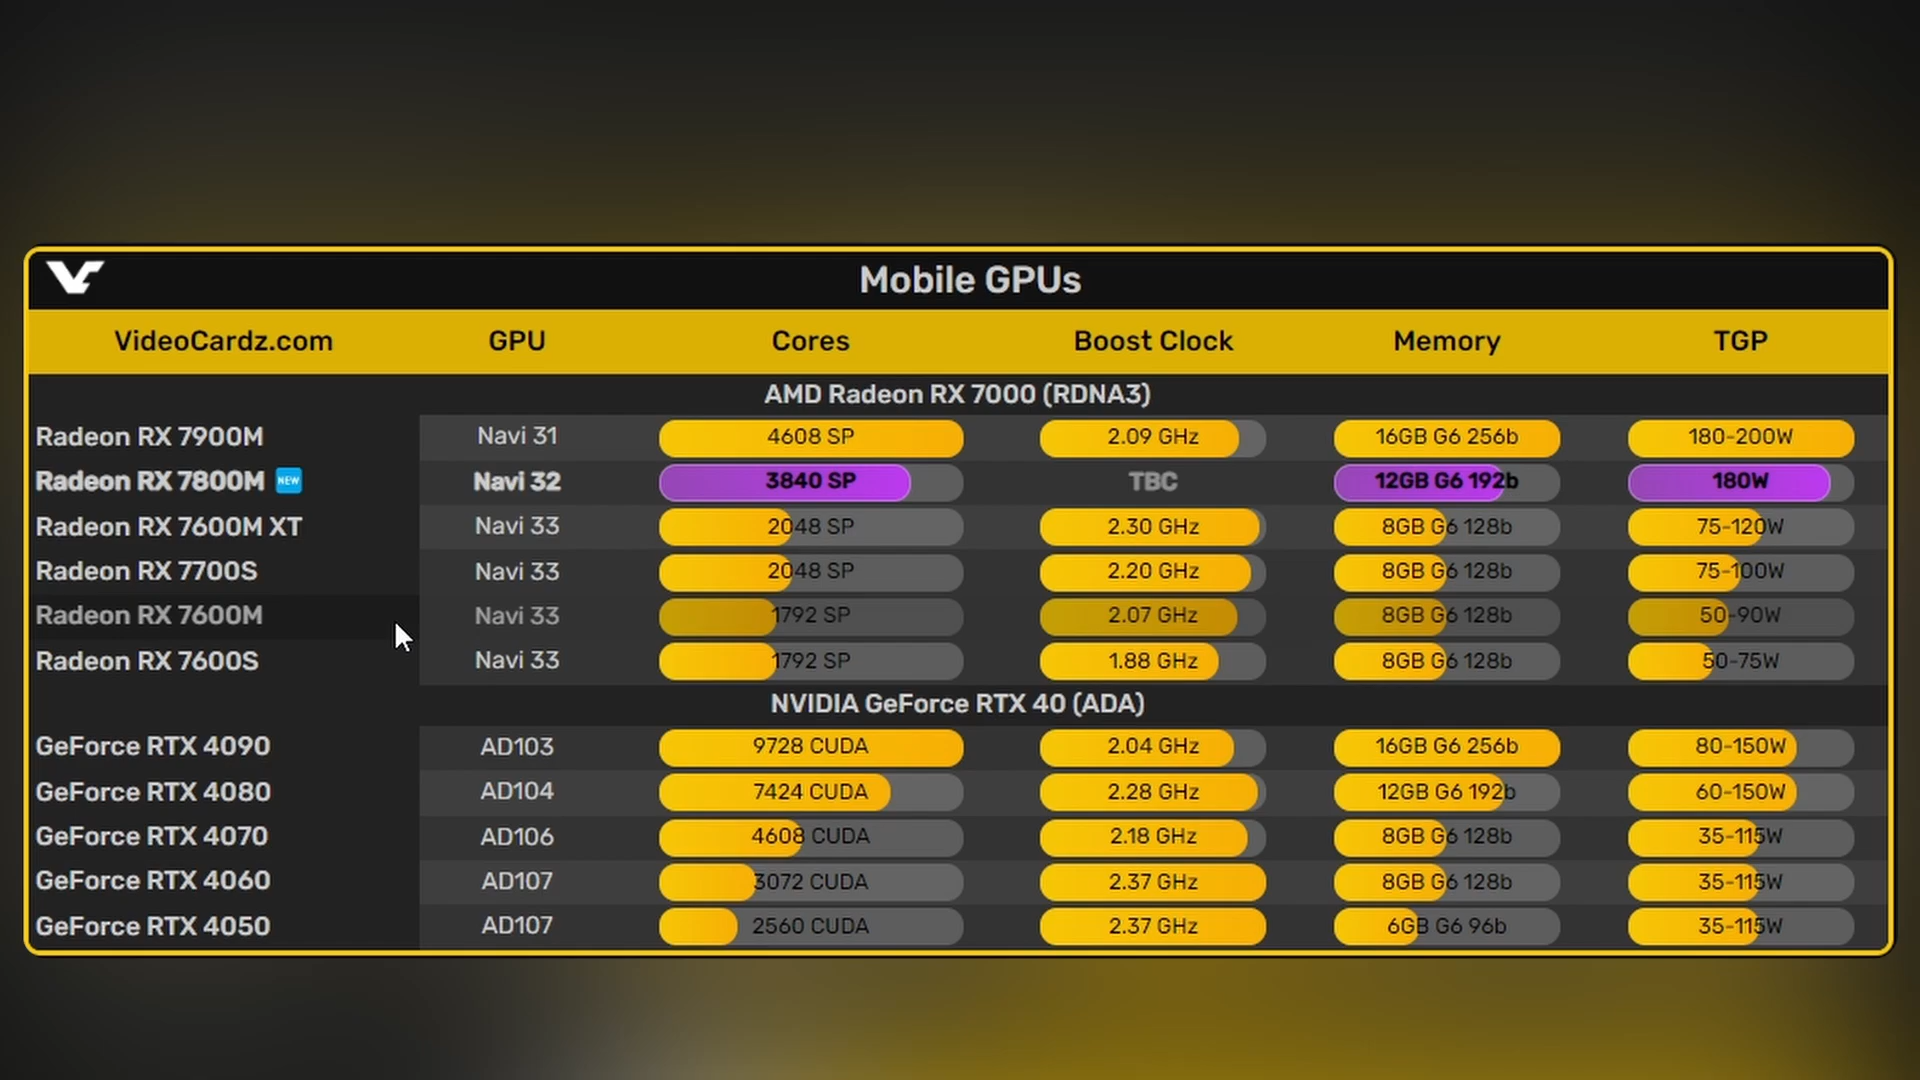 Mobile GPUs
VideoCardz.com GPU Cores Boost Clock Memory TGP
AMD Radeon RX 7000 (RDNA3)
Radeon RX 7900M Navi 31 4608 SP 2.09 GHz 16GB G6 256b 180-200W
Radeon RX 7800M NEW Navi 32 3840 SP TBC 12GB G6 192b 180W
Radeon RX 7600M XT Navi 33 2048 SP 2.30 GHz 8GB G6 128b 75-120W
Radeon RX 7700S Navi 33 2048 SP 2.20 GHz 8GB G6 128b 75-100W
Radeon RX 7600M Navi 33 1792 SP 2.07 GHz 8GB G6 128b 50-90W
Radeon RX 7600S Navi 33 1792 SP 1.88 GHz 8GB G6 128b 50-75W
NVIDIA GeForce RTX 40 (ADA)
GeForce RTX 4090 AD103 9728 CUDA 2.04 GHz 16GB G6 256b 80-150W
GeForce RTX 4080 AD104 7424 CUDA 2.28 GHz 12GB G6 192b 60-150W
GeForce RTX 4070 AD106 4608 CUDA 2.18 GHz 8GB G6 128b 35-115W
GeForce RTX 4060 AD107 3072 CUDA 2.37 GHz 8GB G6 128b 35-115W
GeForce RTX 4050 AD107 2560 CUDA 2.37 GHz 6GB G6 96b 35-115W